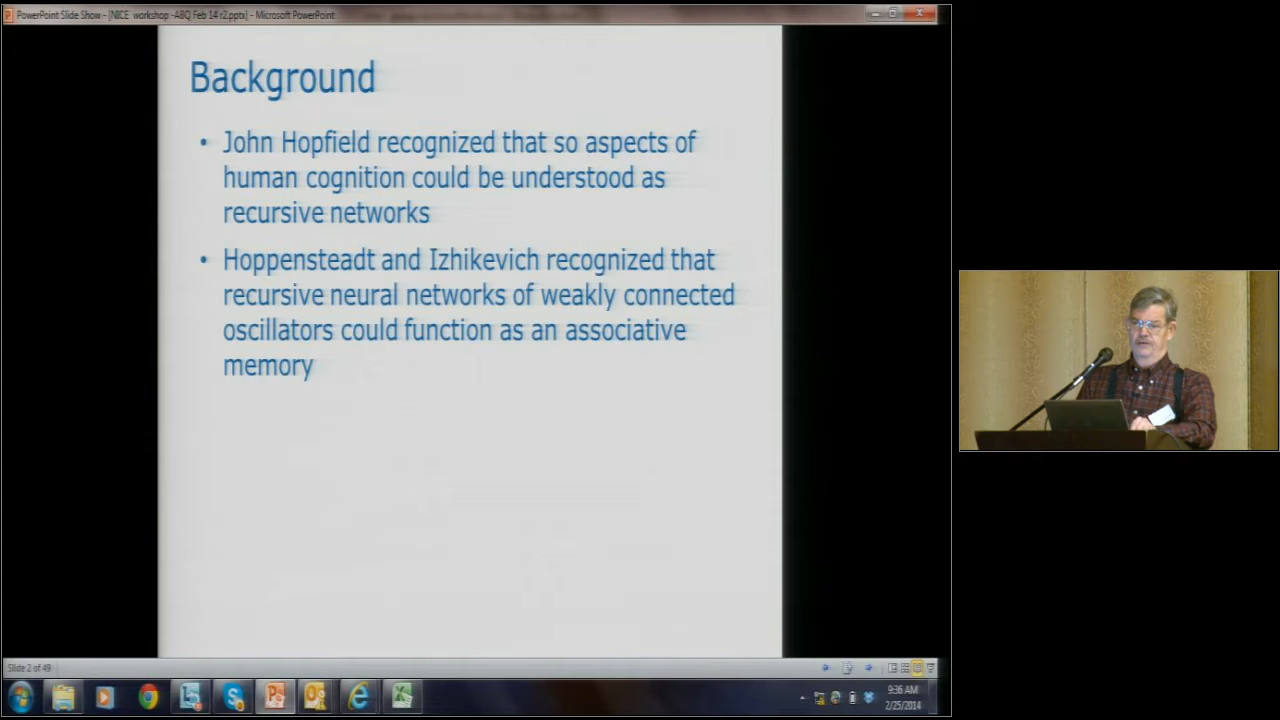 PowerPoint Slide Show - [NICE workshop -ABQ Feb 14 r2.pptx] - Microsoft PowerPoint
Background
• John Hopfield recognized that so aspects of
human cognition could be understood as
recursive networks
• Hoppensteadt and Izhikevich recognized that
recursive neural networks of weakly connected
oscillators could function as an associative
memory
Slide 2 of 49
9:36 AM
2/25/2014